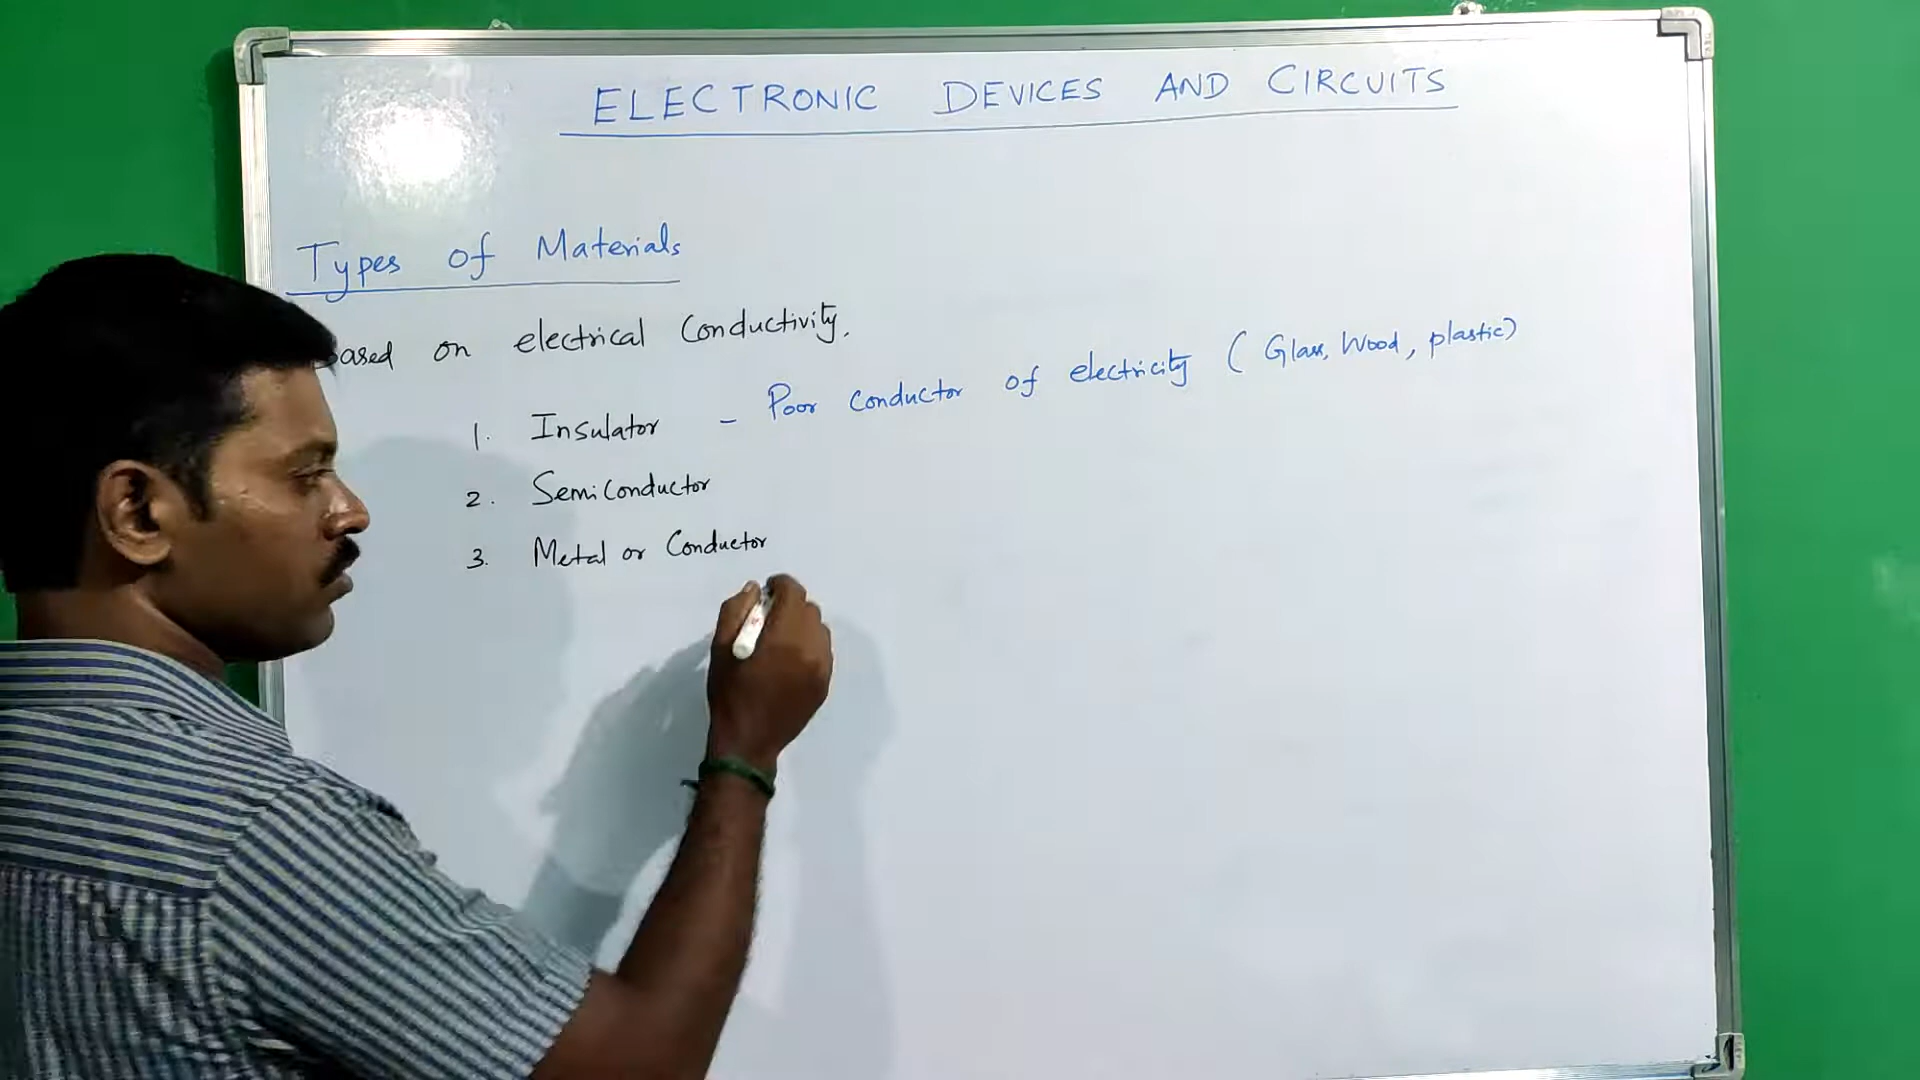 ELECTRONIC DEVICES AND CIRCUITS
Types of Materials
ased on electrical Conductivity.
1. Insulator - Poor Conductor of electricity (Glass, Wood, plastic)
2. Semiconductor
3. Metal or Conductor